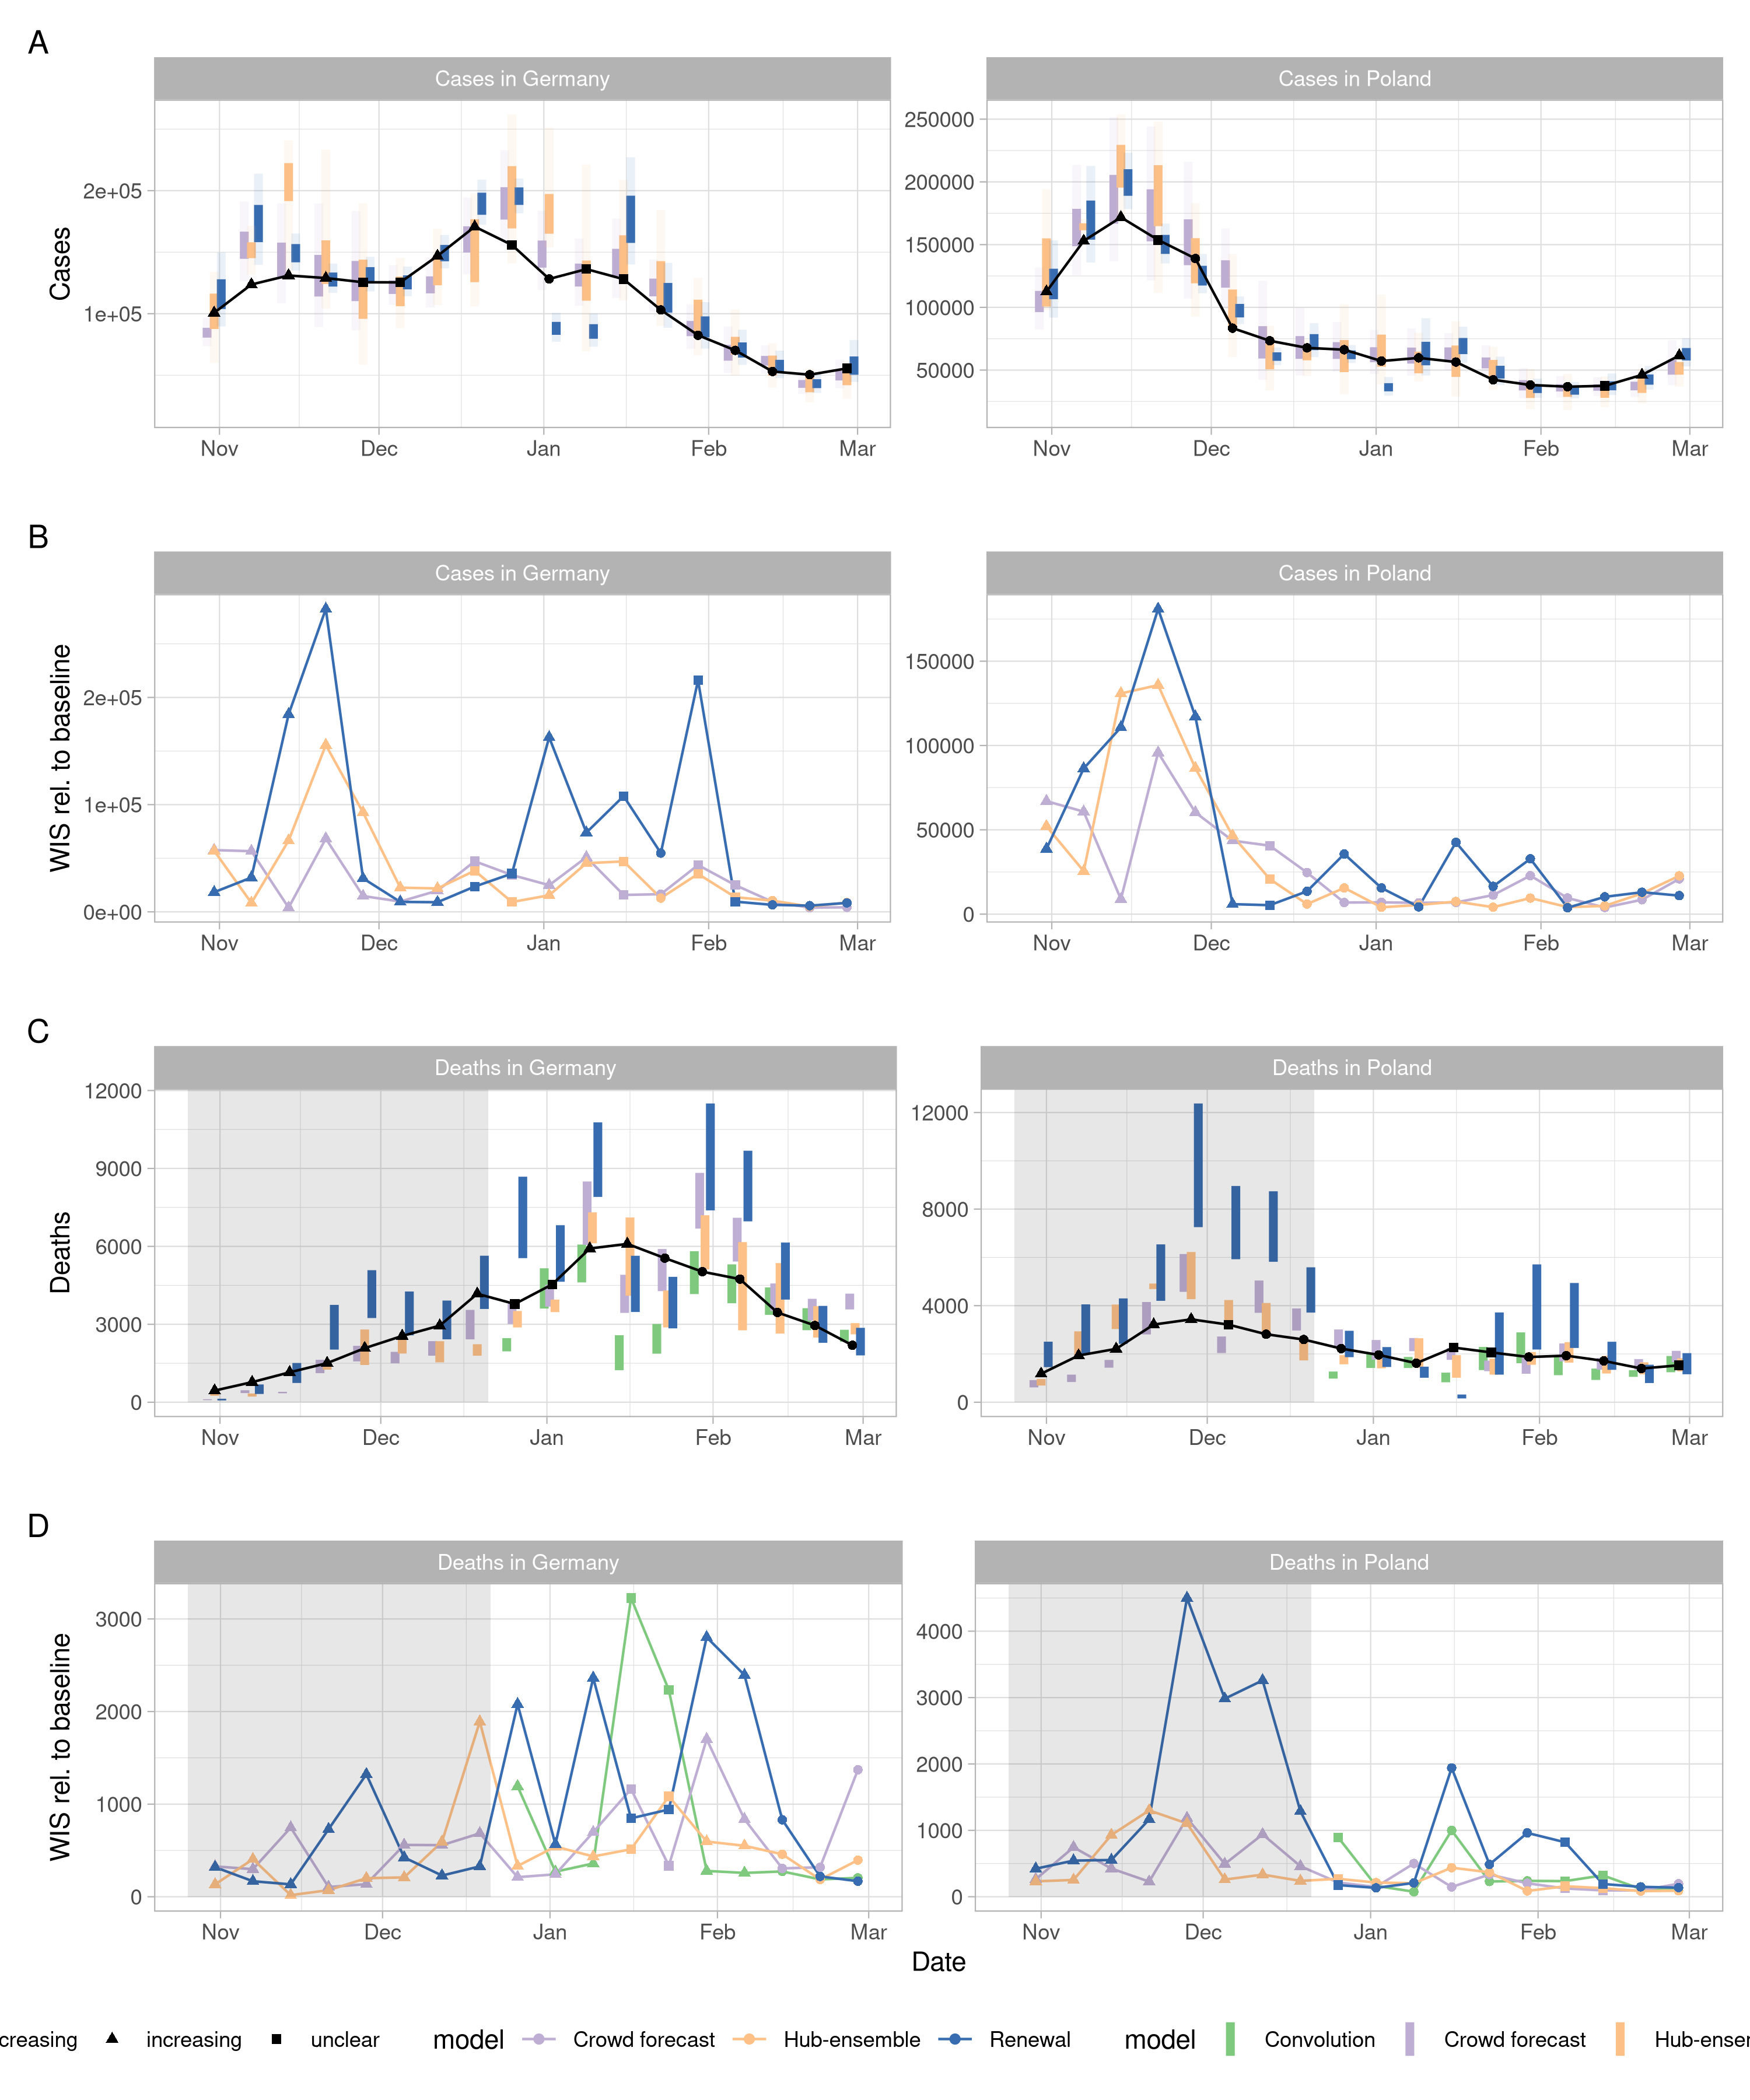 A
Cases in Germany
Cases in Poland
Cases
2e+05
1e+05
250000
200000
150000
100000
50000
Nov Dec Jan Feb Mar
Nov Dec Jan Feb Mar
B
Cases in Germany
Cases in Poland
WIS rel. to baseline
2e+05
1e+05
0e+00
150000
100000
50000
0
Nov Dec Jan Feb Mar
Nov Dec Jan Feb Mar
C
Deaths in Germany
Deaths in Poland
Deaths
12000
9000
6000
3000
0
12000
8000
4000
0
Nov Dec Jan Feb Mar
Nov Dec Jan Feb Mar
D
Deaths in Germany
Deaths in Poland
WIS rel. to baseline
3000
2000
1000
0
4000
3000
2000
1000
0
Nov Dec Jan Feb Mar
Nov Dec Jan Feb Mar
Date
creasing increasing unclear model Crowd forecast Hub-ensemble Renewal model Convolution Crowd forecast Hub-enser